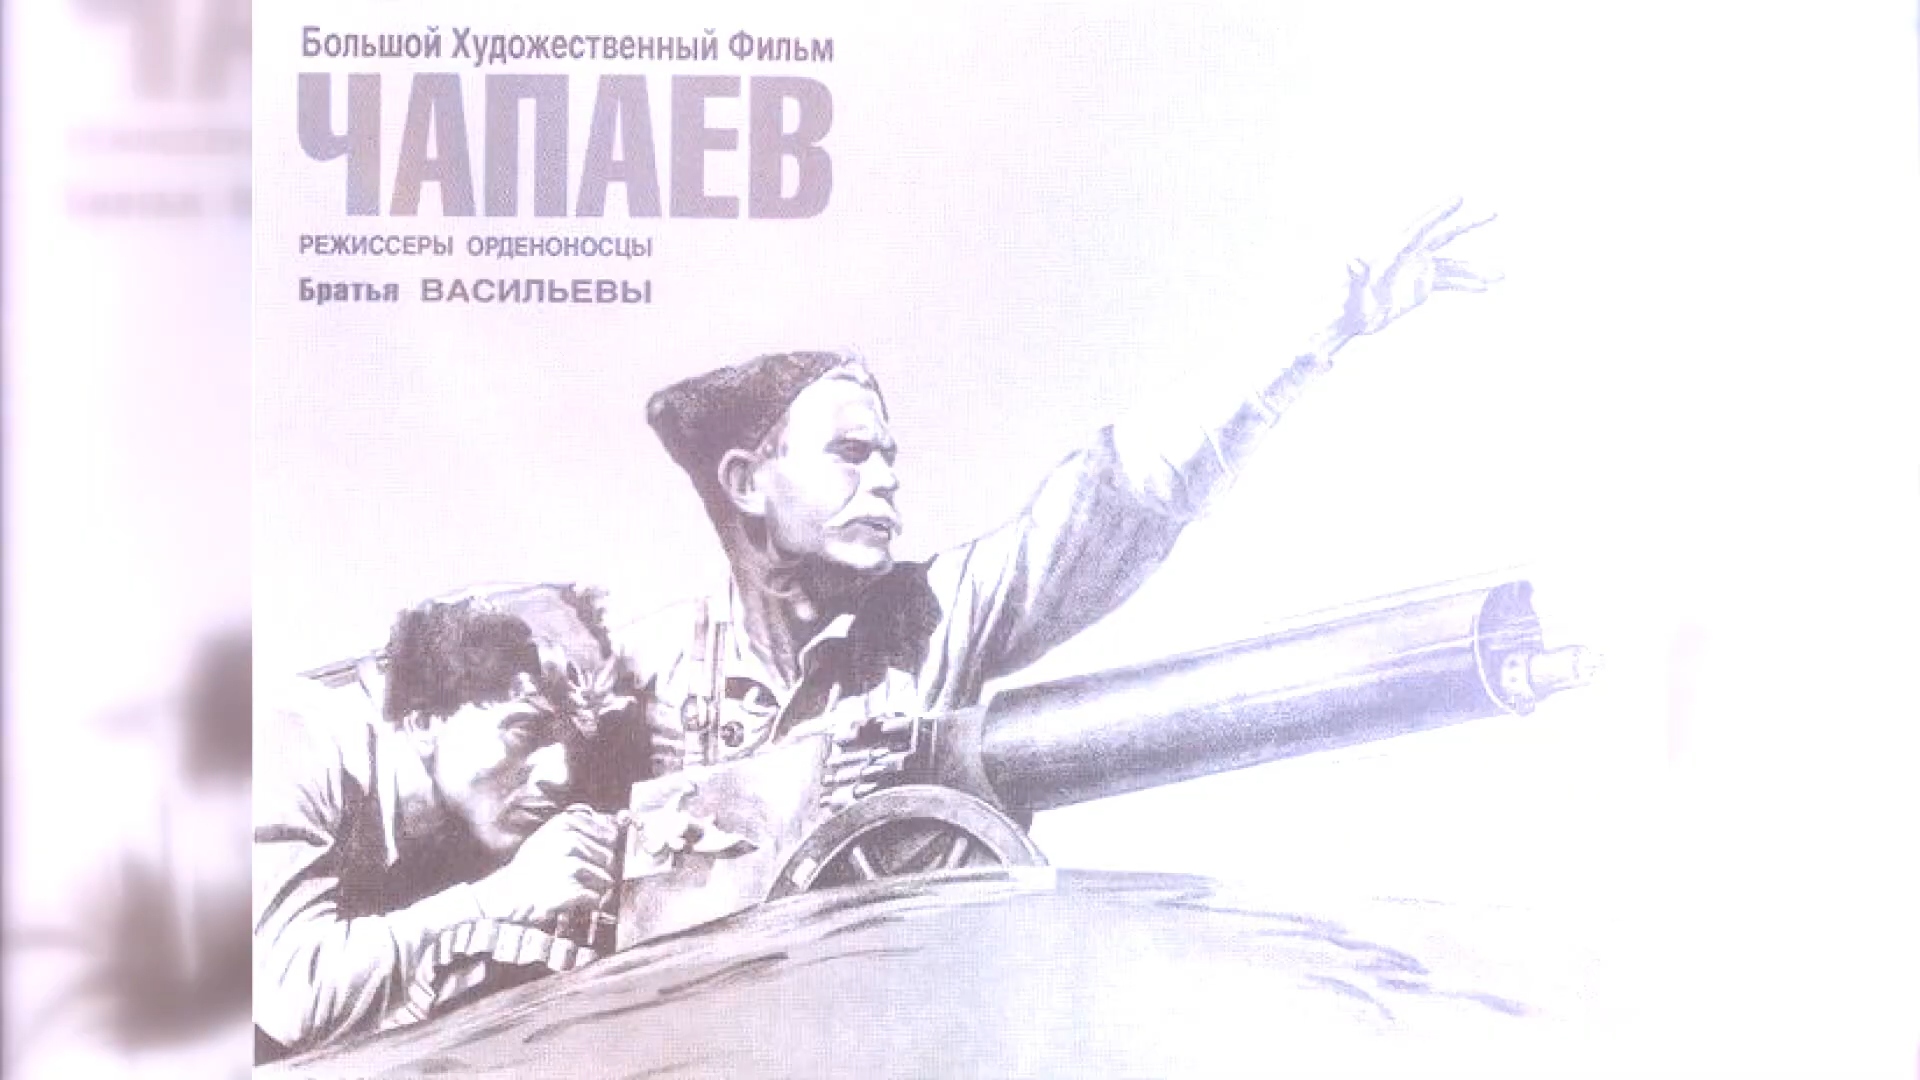 Большой Художественный Фильм
ЧАПАЕВ
РЕЖИССЕРЫ ОРДЕНОНОСЦЫ
Братья ВАСИЛЬЕВЫ